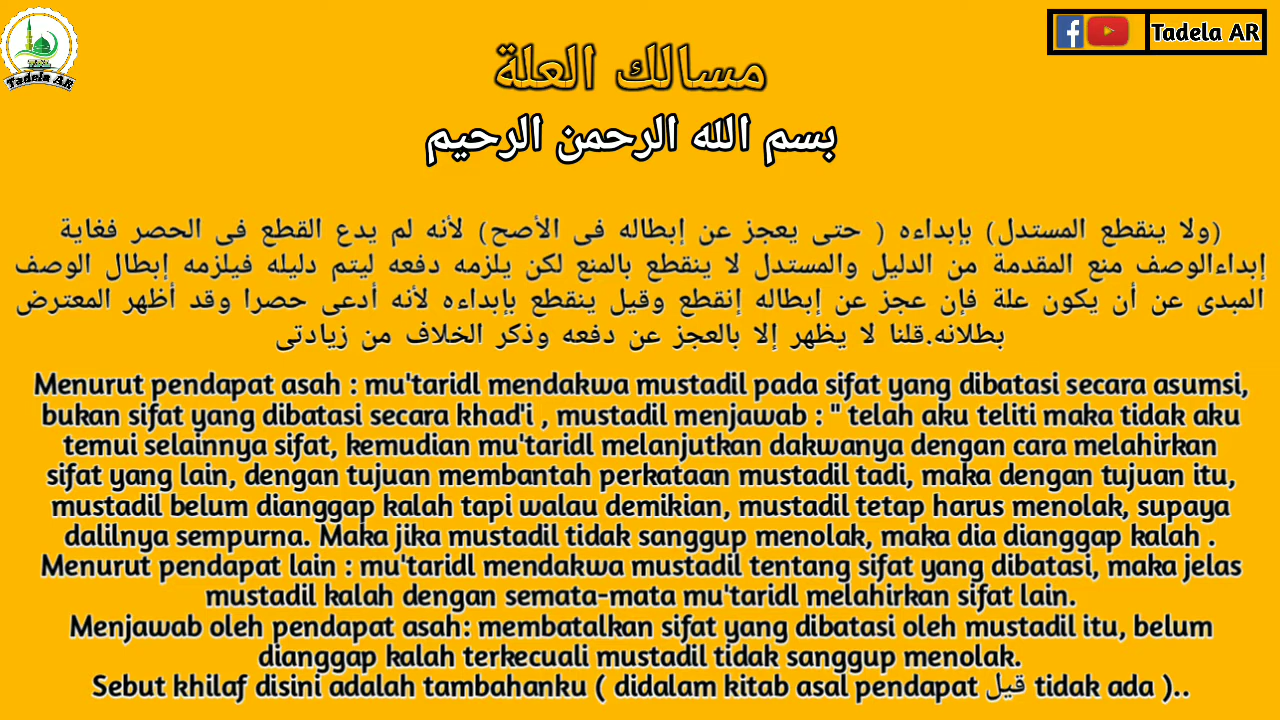 Tadela AR
Tadela AR
مسالك العلة
بسم الله الرحمن الرحيم
(ولا ينقطع المستدل) بإبداءه ( حتى يعجز عن إبطاله فى الأصح) لأنه لم يدع القطع فى الحصر فغاية
إبداءالوصف منع المقدمة من الدليل والمستدل لا ينقطع بالمنع لكن يلزمه دفعه ليتم دليله فيلزمه إبطال الوصف
المبدى عن أن يكون علة فإن عجز عن إبطاله إنقطع وقيل ينقطع بإبداءه لأنه أدعى حصرا وقد أظهر المعترض
بطلانه.قلنا لا يظهر إلا بالعجز عن دفعه وذكر الخلاف من زيادتى
Menurut pendapat asah : mu'taridl mendakwa mustadil pada sifat yang dibatasi secara asumsi,
bukan sifat yang dibatasi secara khad'i , mustadil menjawab : " telah aku teliti maka tidak aku
temui selainnya sifat, kemudian mu'taridl melanjutkan dakwanya dengan cara melahirkan
sifat yang lain, dengan tujuan membantah perkataan mustadil tadi, maka dengan tujuan itu,
mustadil belum dianggap kalah tapi walau demikian, mustadil tetap harus menolak, supaya
dalilnya sempurna. Maka jika mustadil tidak sanggup menolak, maka dia dianggap kalah .
Menurut pendapat lain : mu'taridl mendakwa mustadil tentang sifat yang dibatasi, maka jelas
mustadil kalah dengan semata-mata mu'taridl melahirkan sifat lain.
Menjawab oleh pendapat asah: membatalkan sifat yang dibatasi oleh mustadil itu, belum
dianggap kalah terkecuali mustadil tidak sanggup menolak.
Sebut khilaf disini adalah tambahanku ( didalam kitab asal pendapat قيل tidak ada )..